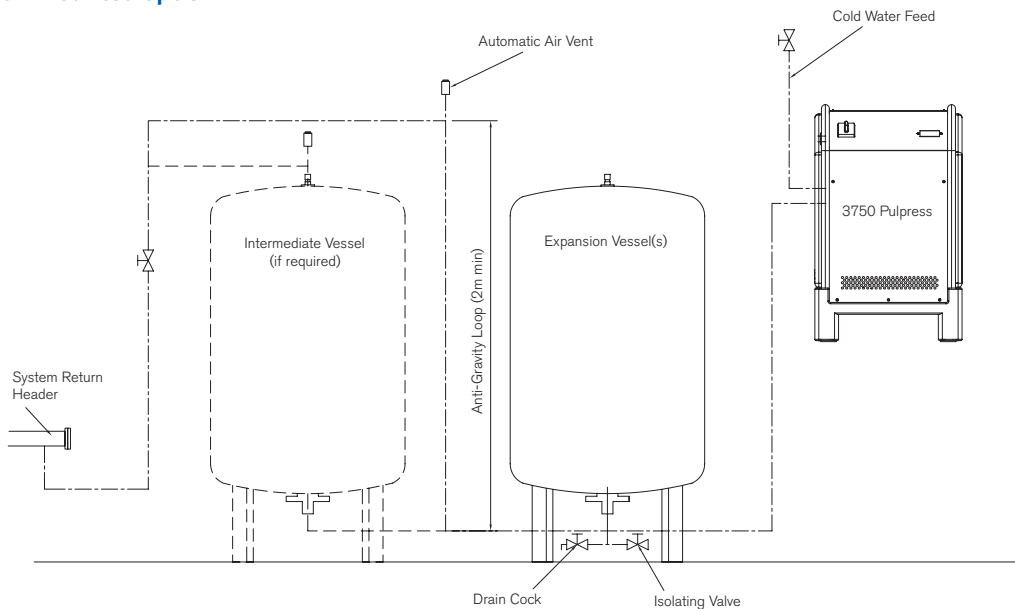 Cold Water Feed
Automatic Air Vent
3750 Pulpress
Intermediate Vessel
(if required)
Expansion Vessel(s)
Anti-Gravity Loop (2m min)
System Return
Header
Drain Cock
Isolating Valve